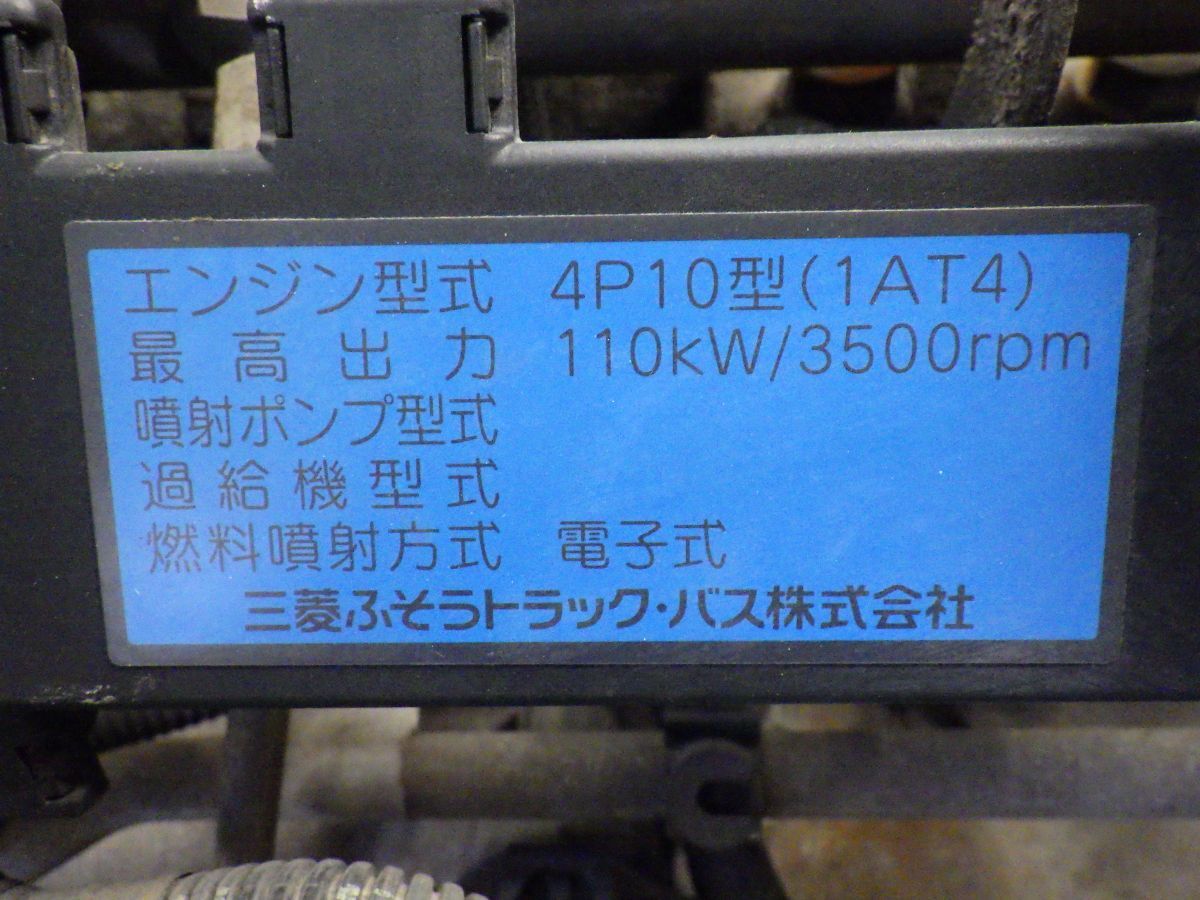 エンジン型式 4P10型(1AT4)
最高出力 110kW/3500rpm
噴射ポンプ型式
過給機型式
燃料噴射方式 電子式
三菱ふそうトラック・バス株式会社